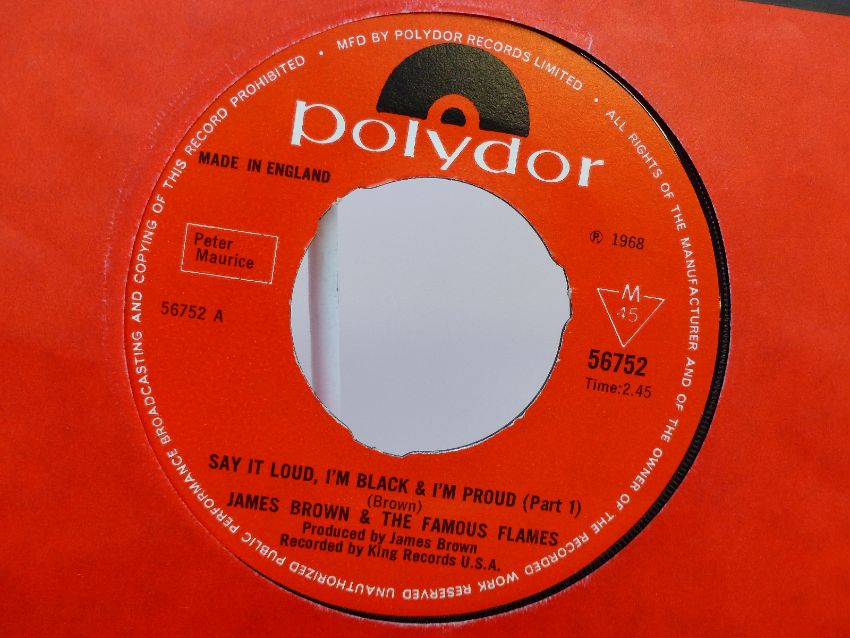 MFD BY POLYDOR RECORDS LIMITED • ALL RIGHTS OF THE MANUFACTURER AND OF THE OWNER OF THE RECORDED WORK RESERVED UNAUTHORIZED PUBLIC PERFORMANCE BROADCASTING AND COPYING OF THIS RECORD PROHIBITED •
polydor
MADE IN ENGLAND
Peter
Maurice
℗ 1968
56752 A
M
45
56752
Time:2.45
SAY IT LOUD, I'M BLACK & I'M PROUD (Part 1)
(Brown)
JAMES BROWN & THE FAMOUS FLAMES
Produced by James Brown
Recorded by King Records U.S.A.